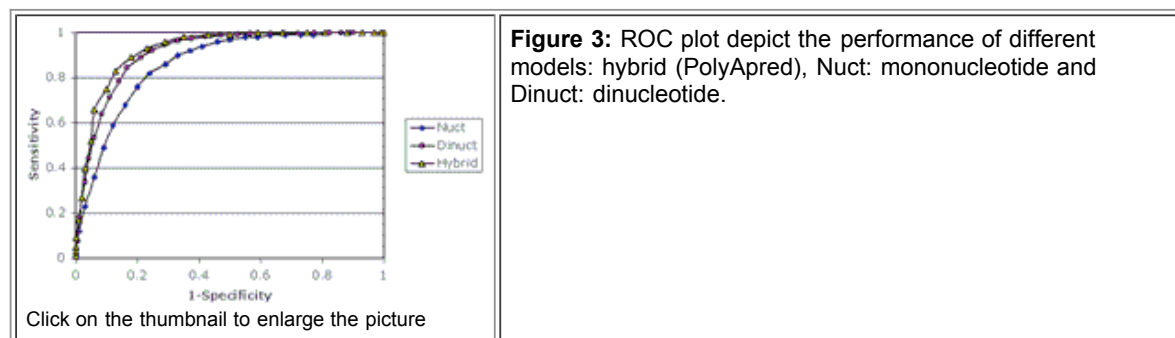 1
0.8
0.6
0.4
0.2
0
Sensitivity
0 0.2 0.4 0.6 0.8 1
1-Specificity
Nuct
Dinuct
Hybrid
Click on the thumbnail to enlarge the picture
Figure 3: ROC plot depict the performance of different
models: hybrid (PolyApred), Nuct: mononucleotide and
Dinuct: dinucleotide.